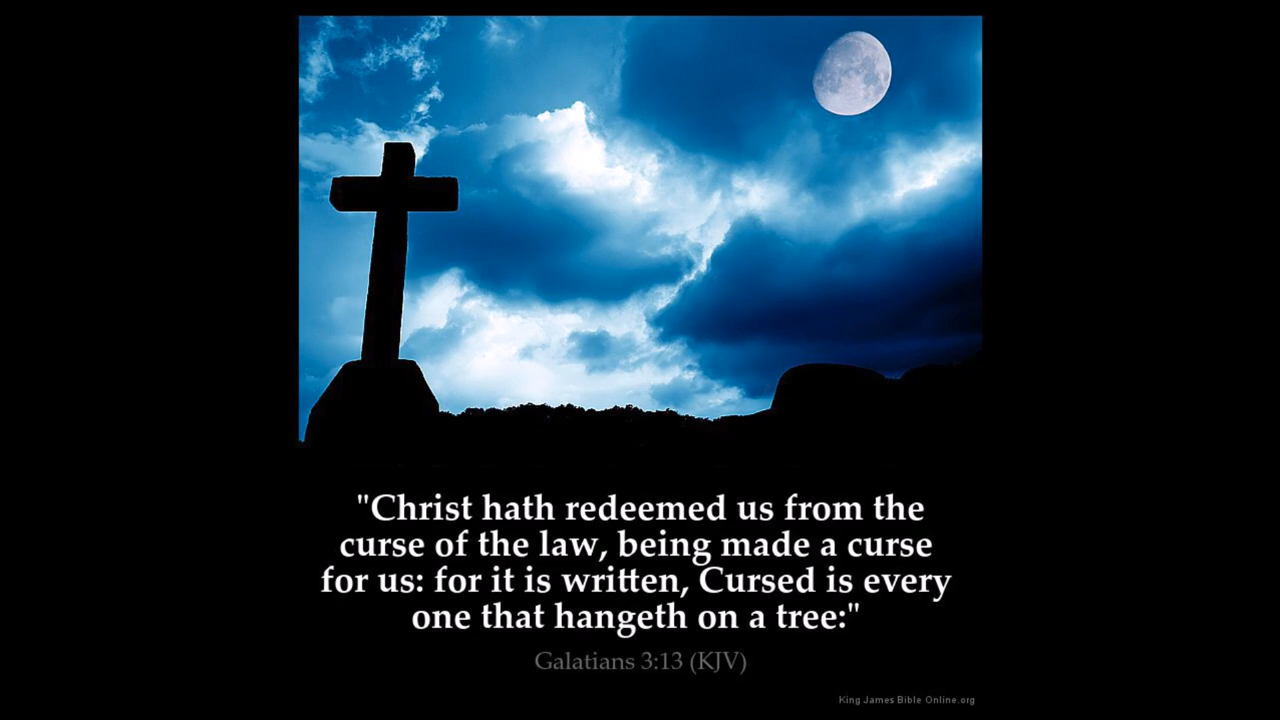 "Christ hath redeemed us from the
curse of the law, being made a curse
for us: for it is written, Cursed is every
one that hangeth on a tree:"
Galatians 3:13 (KJV)
King James Bible Online.org